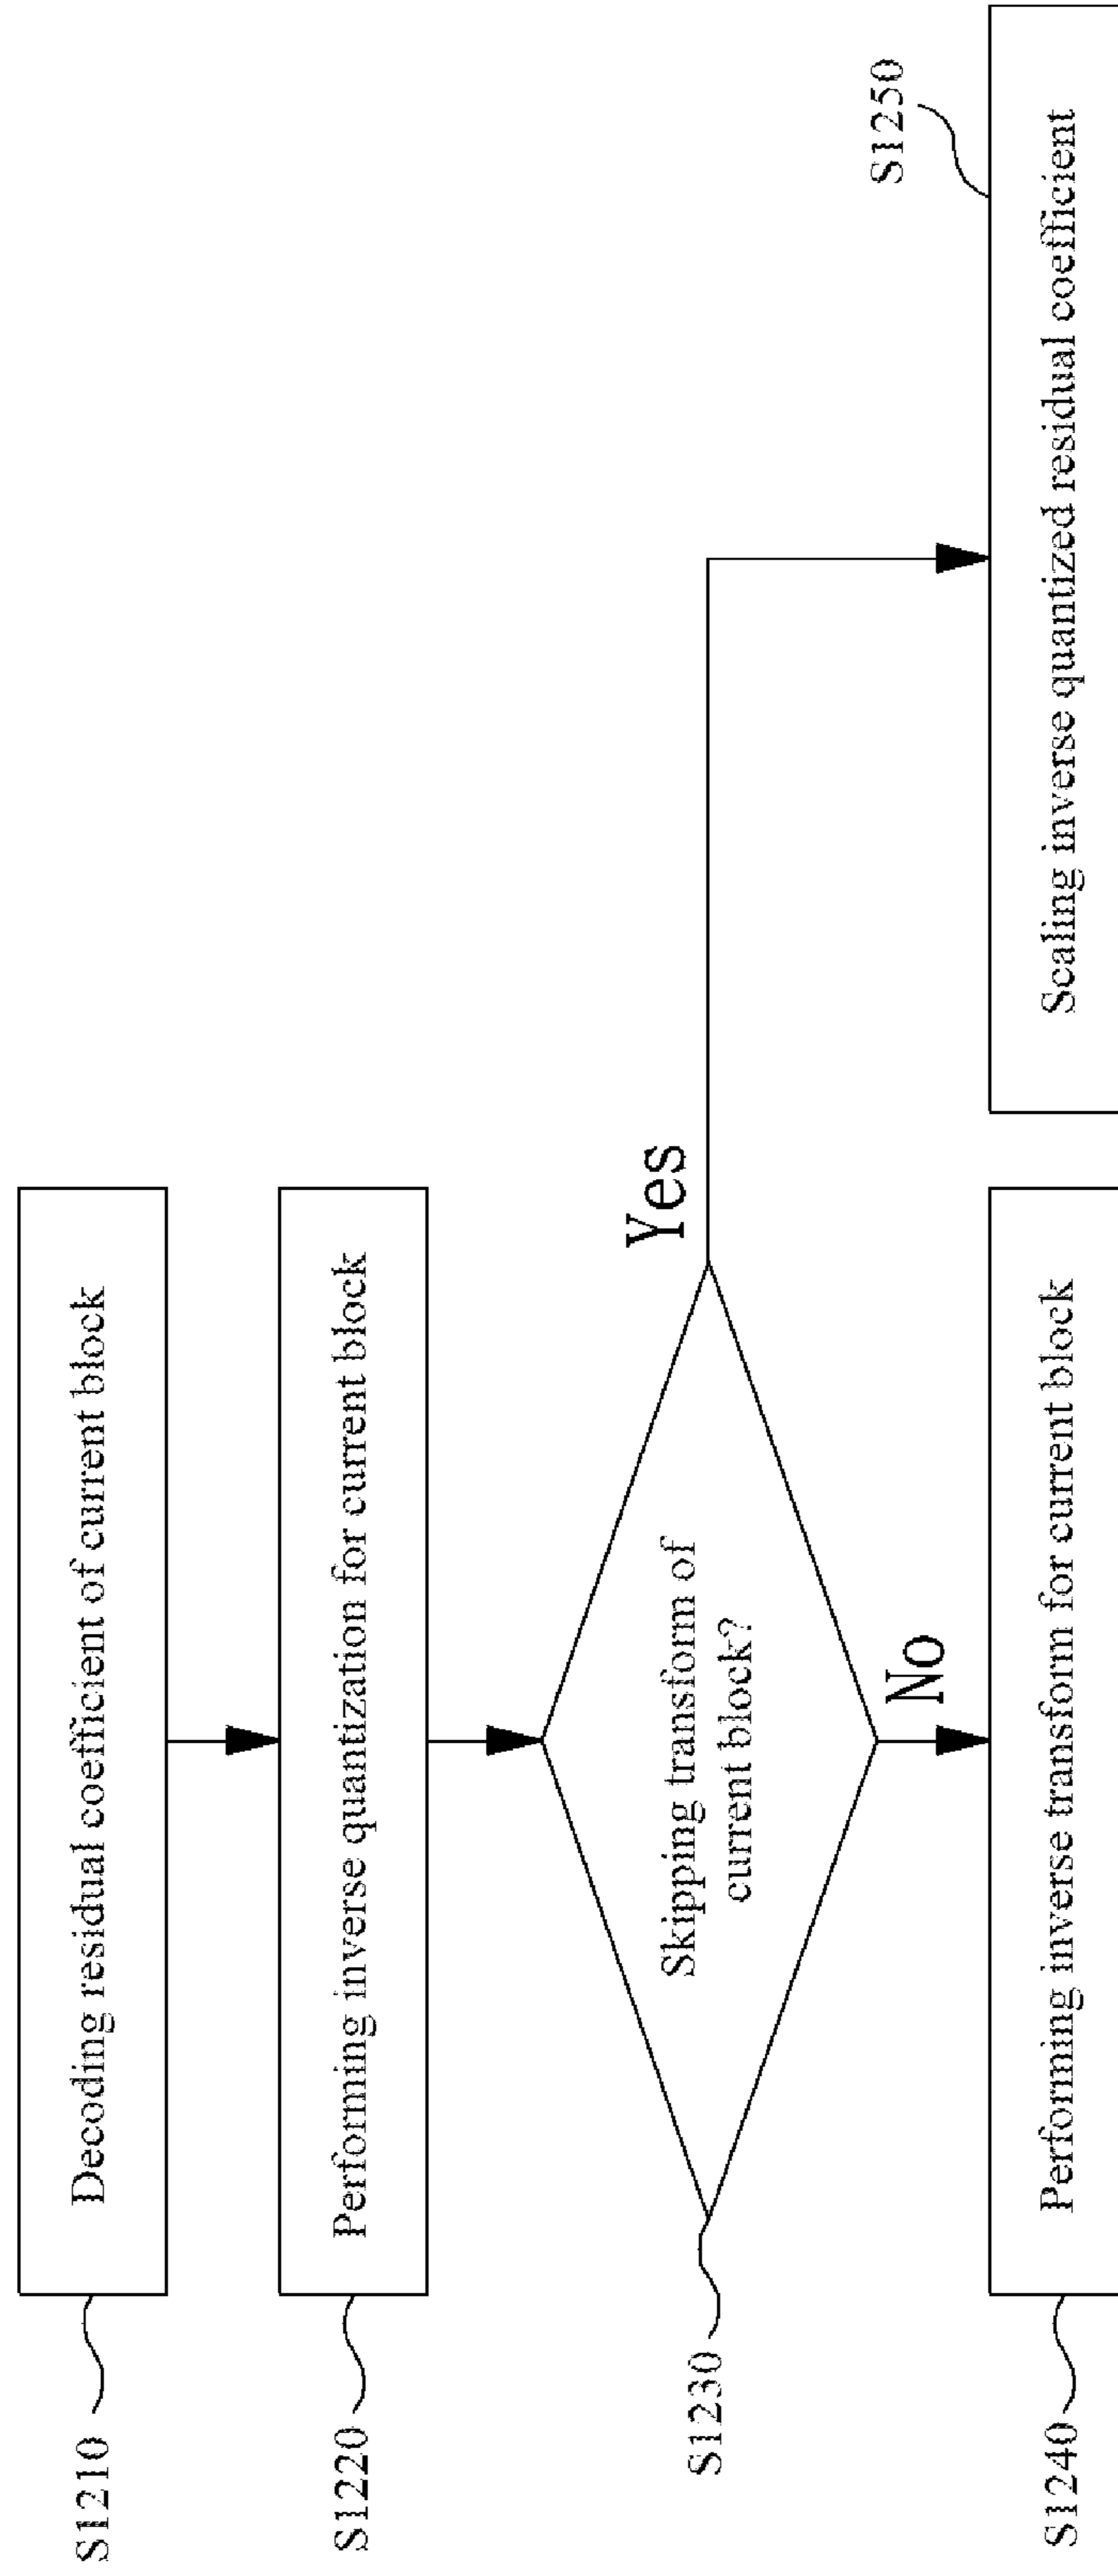 S1210
Decoding residual coefficient of current block
S1220
Performing inverse quantization for current block
S1230
Skipping transform of
current block?
Yes
No
S1240
Performing inverse transform for current block
S1250
Scaling inverse quantized residual coefficient